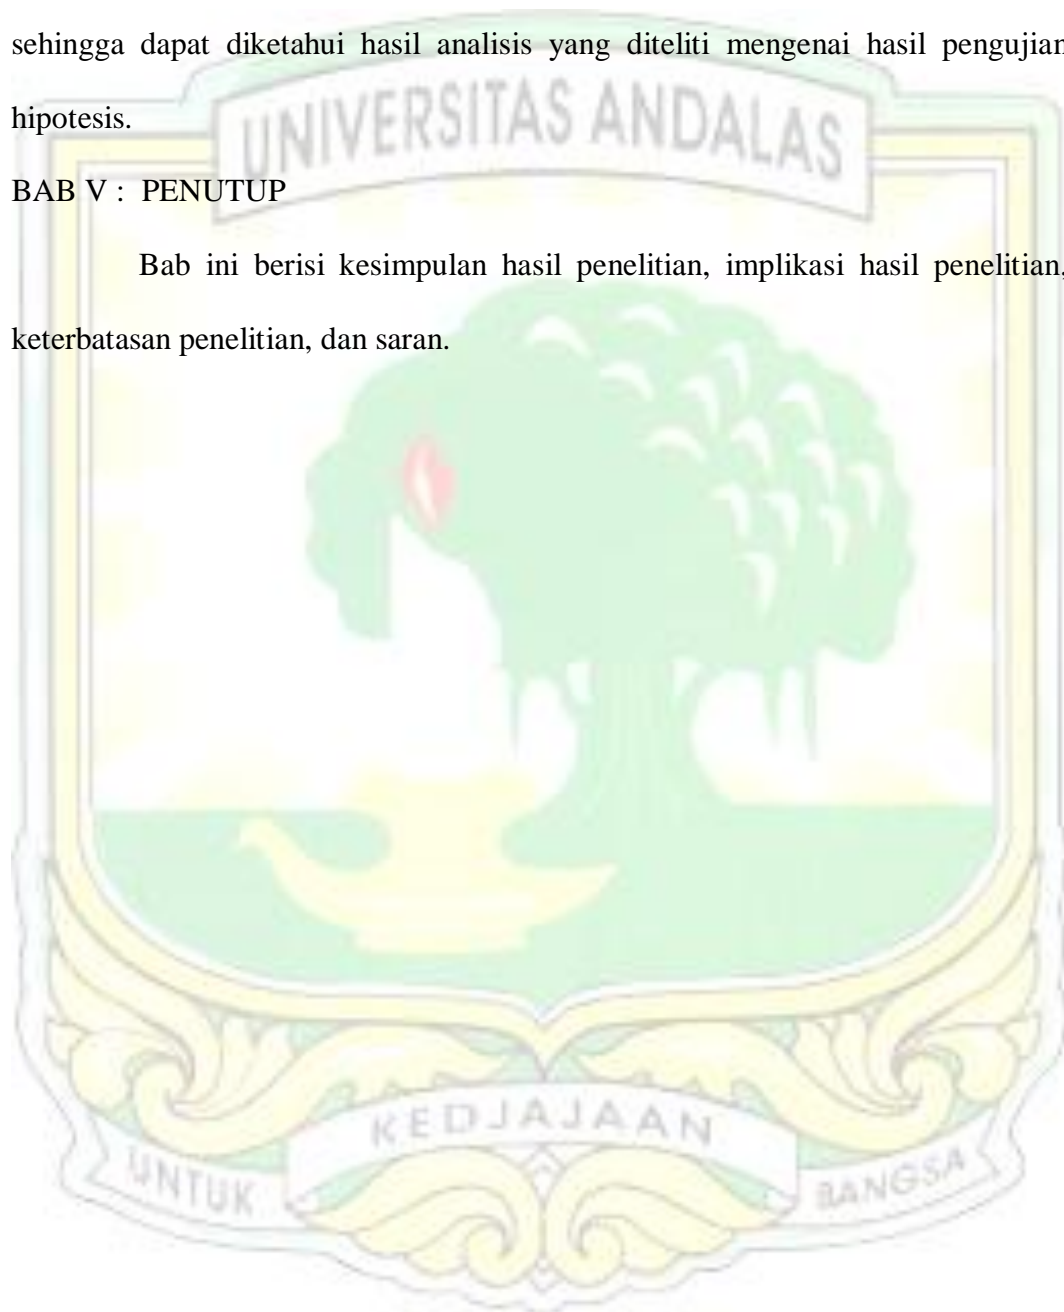 sehingga dapat diketahui hasil analisis yang diteliti mengenai hasil pengujian
hipotesis.
UNIVERSITAS ANDALAS
BAB V : PENUTUP
Bab ini berisi kesimpulan hasil penelitian, implikasi hasil penelitian,
keterbatasan penelitian, dan saran.
UNTUK KEDJAJAAN BANGSA